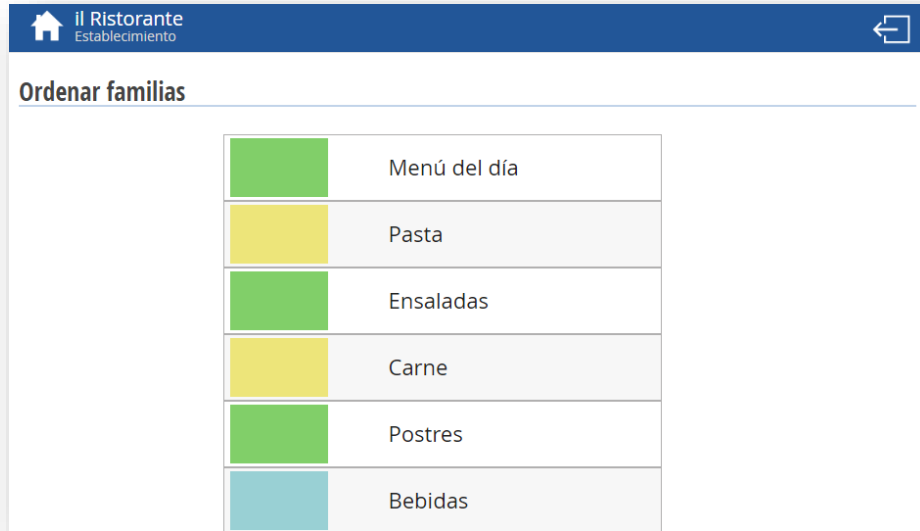 il Ristorante
Establecimiento
Ordenar familias
Menú del día
Pasta
Ensaladas
Carne
Postres
Bebidas